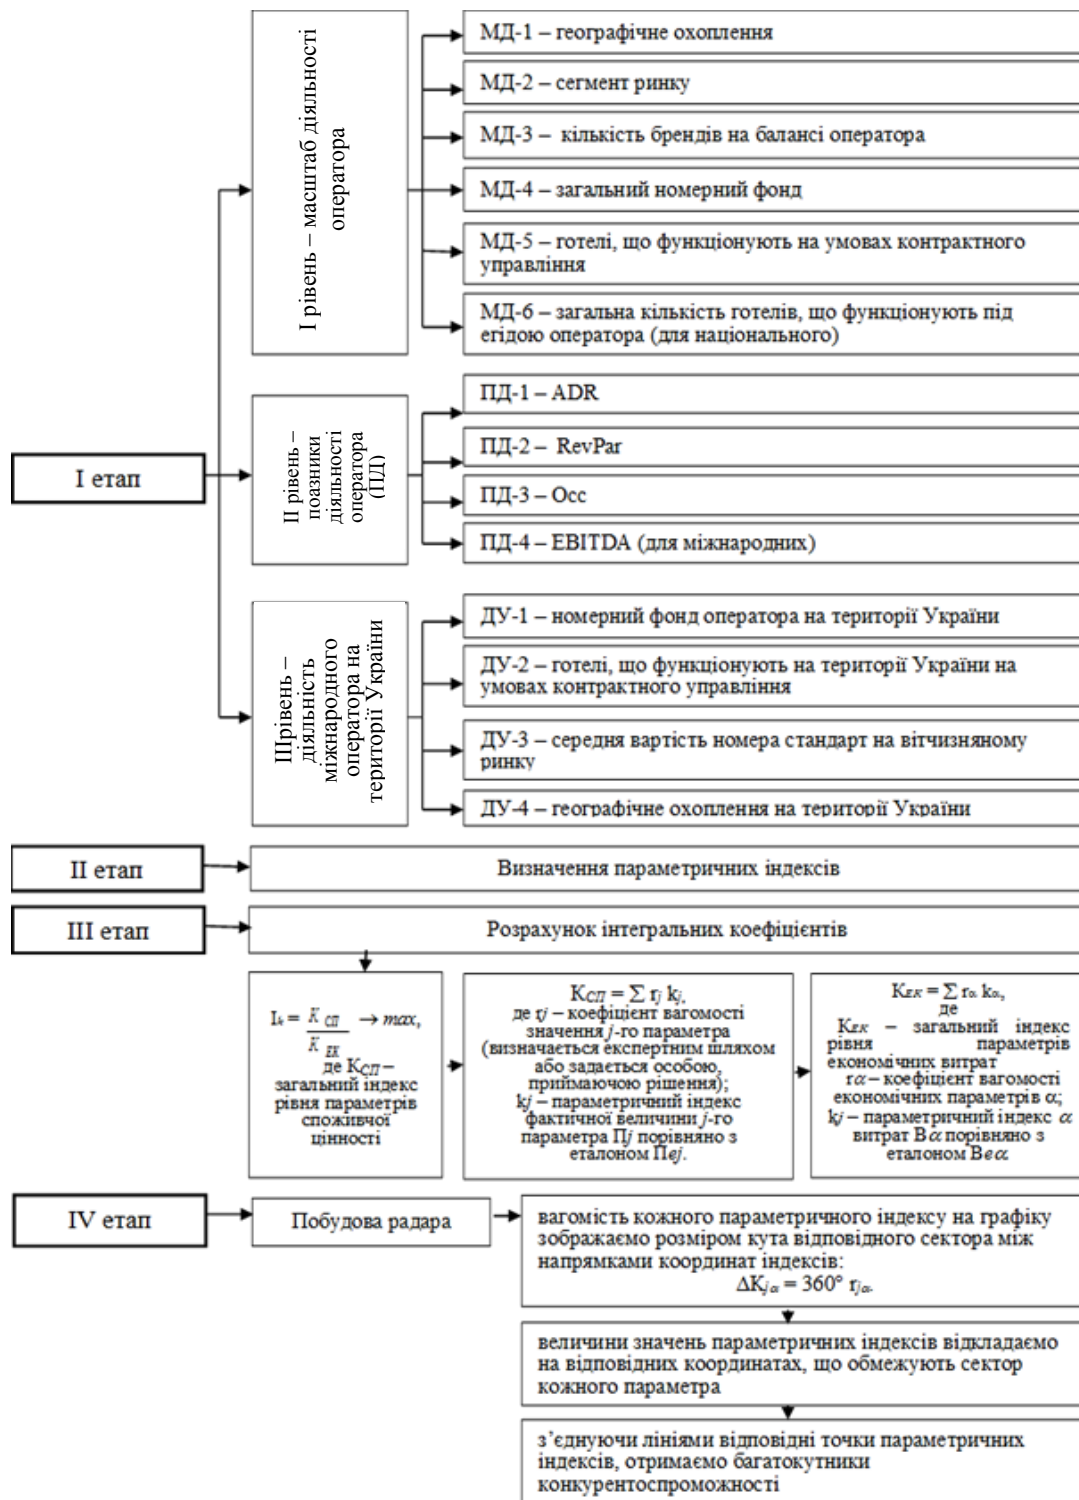 I рівень – масштаб діяльності
оператора
МД-1 – географічне охоплення
МД-2 – сегмент ринку
МД-3 – кількість брендів на балансі оператора
МД-4 – загальний номерний фонд
МД-5 – готелі, що функціонують на умовах контрактного
управління
МД-6 – загальна кількість готелів, що функціонують під
егідою оператора (для національного)
I етап
II рівень –
поазники
діяльності
оператора
(ПД)
ПД-1 – ADR
ПД-2 – RevPar
ПД-3 – Occ
ПД-4 – EBITDA (для міжнародних)
IIIрівень –
діяльність
міжнародного
оператора на
території України
ДУ-1 – номерний фонд оператора на території України
ДУ-2 – готелі, що функціонують на території України на
умовах контрактного управління
ДУ-3 – середня вартість номера стандарт на вітчизняному
ринку
ДУ-4 – географічне охоплення на території України
II етап
Визначення параметричних індексів
III етап
Розрахунок інтегральних коефіцієнтів
Iк = K СП / K ЕК → max,
де KСП –
загальний індекс
рівня параметрів
споживчої
цінності
KСП = ∑ rj kj,
де rj – коефіцієнт вагомості
значення j-го параметра
(визначається експертним шляхом
або задається особою,
приймаючою рішення);
kj – параметричний індекс
фактичної величини j-го
параметра Пj порівняно з
еталоном Пеj.
KЕК = ∑ rα kα,
де
KЕК – загальний індекс
рівня параметрів
економічних витрат
rα – коефіцієнт вагомості
економічних параметрів α;
kj – параметричний індекс α
витрат Вα порівняно з
еталоном Веα
IV етап
Побудова радара
вагомість кожного параметричного індексу на графіку
зображаємо розміром кута відповідного сектора між
напрямками координат індексів:
ΔKjα = 360° rjα.
величини значень параметричних індексів відкладаємо
на відповідних координатах, що обмежують сектор
кожного параметра
з’єднуючи лініями відповідні точки параметричних
індексів, отримаємо багатокутники
конкурентоспроможності